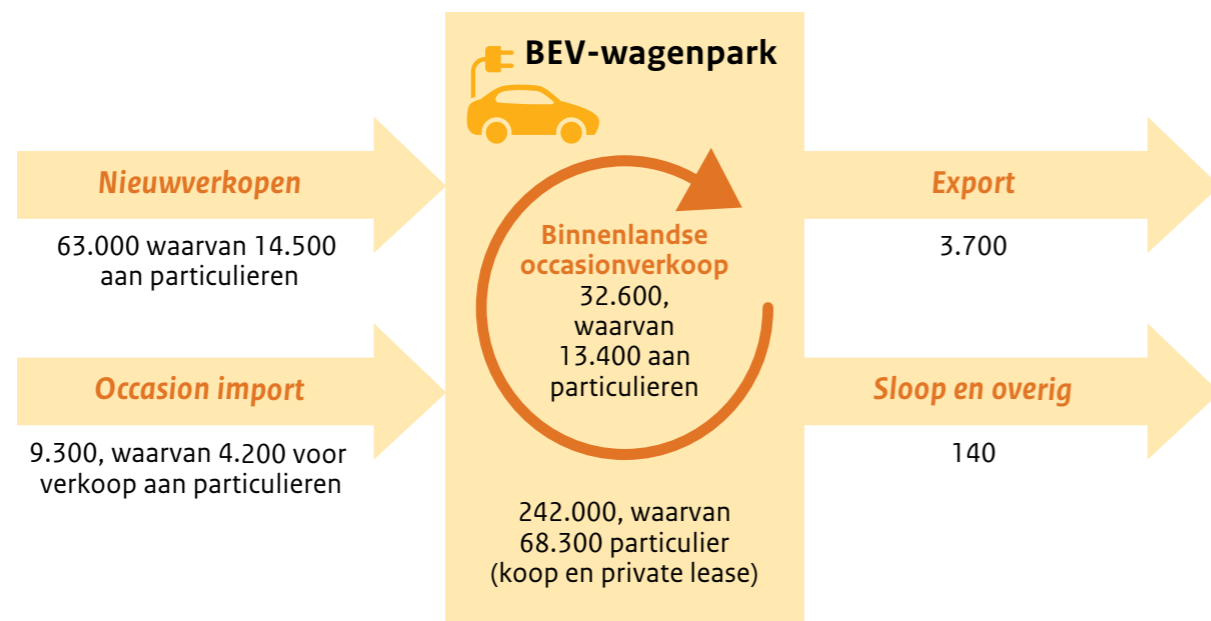 BEV-wagenpark
Nieuwverkopen
63.000 waarvan 14.500
aan particulieren
Occasion import
9.300, waarvan 4.200 voor
verkoop aan particulieren
Binnenlandse
occasionverkoop
32.600,
waarvan
13.400 aan
particulieren
242.000, waarvan
68.300 particulier
(koop en private lease)
Export
3.700
Sloop en overig
140